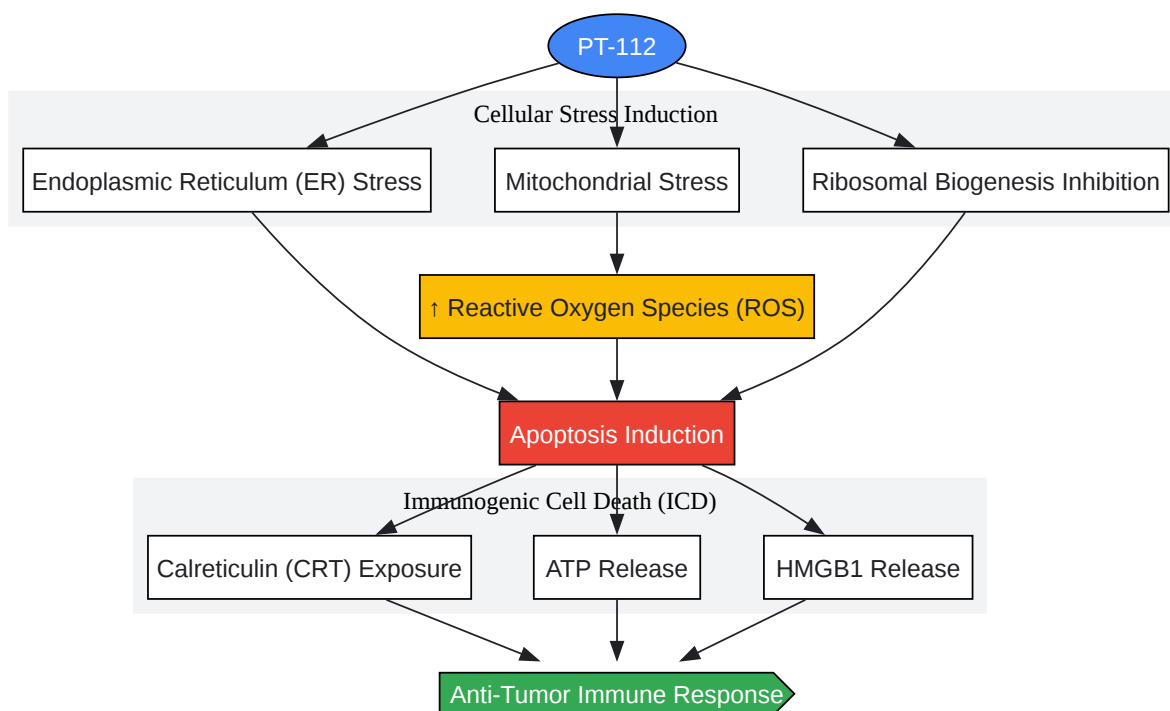 PT-112
Cellular Stress Induction
Endoplasmic Reticulum (ER) Stress
Mitochondrial Stress
Ribosomal Biogenesis Inhibition
↑ Reactive Oxygen Species (ROS)
Apoptosis Induction
Immunogenic Cell Death (ICD)
Calreticulin (CRT) Exposure
ATP Release
HMGB1 Release
Anti-Tumor Immune Response